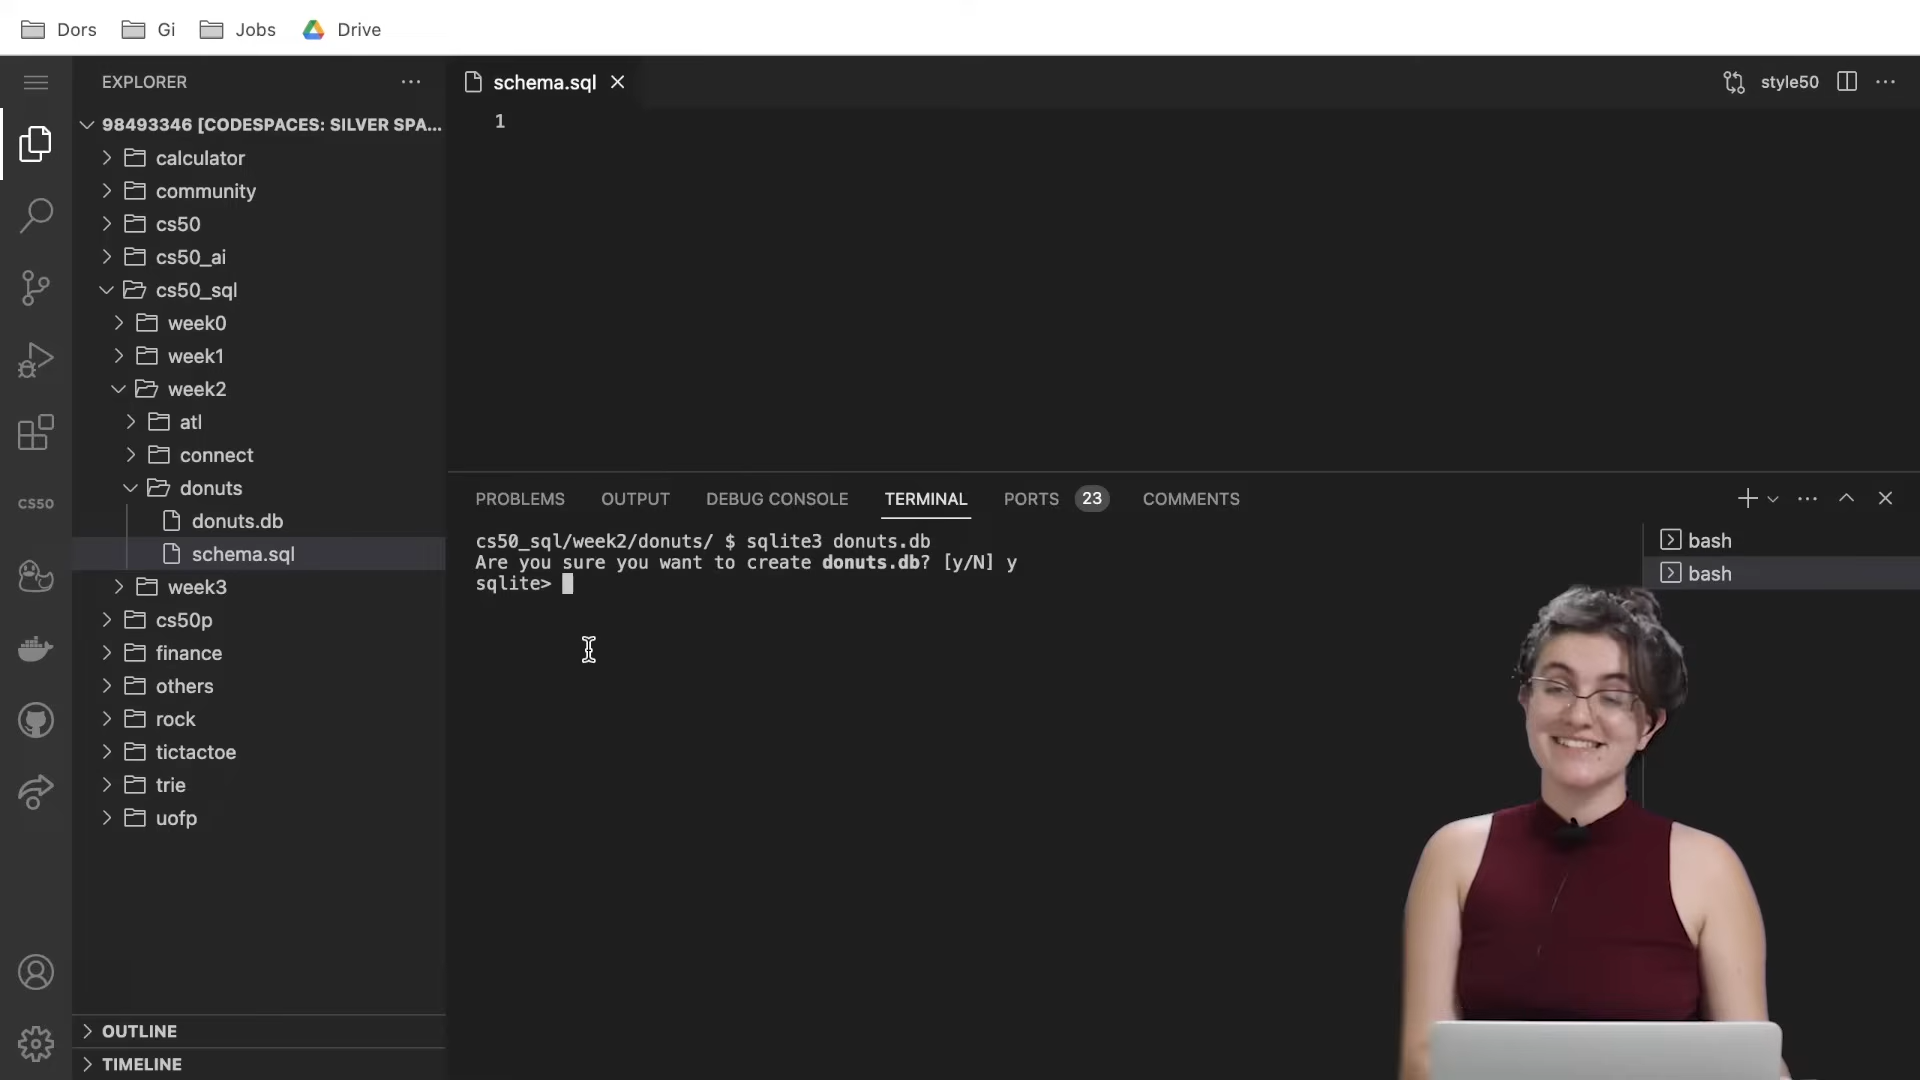 Dors Gi Jobs Drive
EXPLORER
98493346 [CODESPACES: SILVER SPA...
calculator
community
cs50
cs50_ai
cs50_sql
week0
week1
week2
atl
connect
donuts
donuts.db
schema.sql
week3
cs50p
finance
others
rock
tictactoe
trie
uofp
OUTLINE
TIMELINE
CS50
schema.sql
style50
1
PROBLEMS OUTPUT DEBUG CONSOLE TERMINAL PORTS 23 COMMENTS
cs50_sql/week2/donuts/ $ sqlite3 donuts.db
Are you sure you want to create donuts.db? [y/N] y
sqlite>
bash
bash